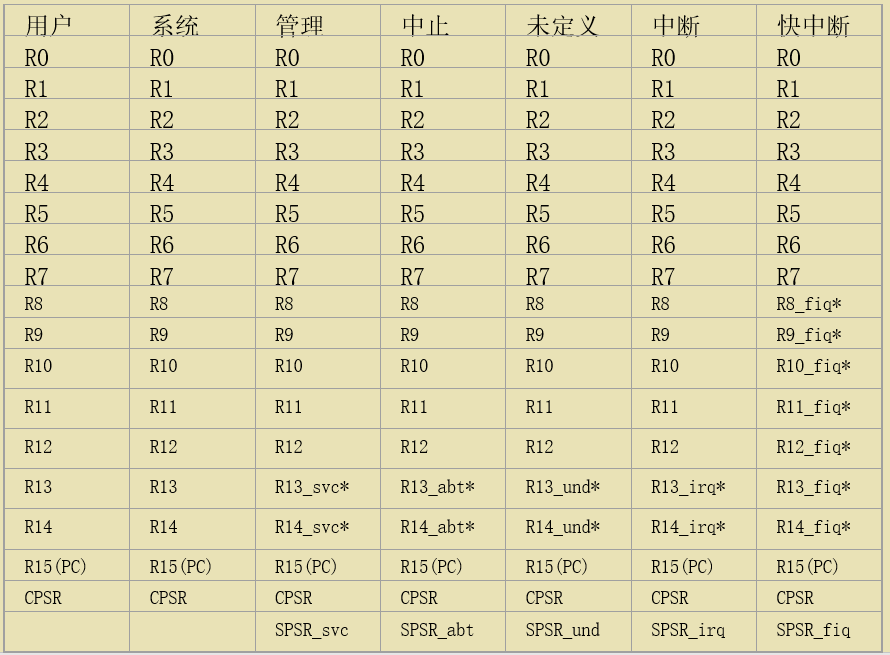 用户 系统 管理 中止 未定义 中断 快中断
R0 R0 R0 R0 R0 R0 R0
R1 R1 R1 R1 R1 R1 R1
R2 R2 R2 R2 R2 R2 R2
R3 R3 R3 R3 R3 R3 R3
R4 R4 R4 R4 R4 R4 R4
R5 R5 R5 R5 R5 R5 R5
R6 R6 R6 R6 R6 R6 R6
R7 R7 R7 R7 R7 R7 R7
R8 R8 R8 R8 R8 R8 R8_fiq*
R9 R9 R9 R9 R9 R9 R9_fiq*
R10 R10 R10 R10 R10 R10 R10_fiq*
R11 R11 R11 R11 R11 R11 R11_fiq*
R12 R12 R12 R12 R12 R12 R12_fiq*
R13 R13 R13_svc* R13_abt* R13_und* R13_irq* R13_fiq*
R14 R14 R14_svc* R14_abt* R14_und* R14_irq* R14_fiq*
R15(PC) R15(PC) R15(PC) R15(PC) R15(PC) R15(PC) R15(PC)
CPSR CPSR CPSR CPSR CPSR CPSR CPSR
SPSR_svc SPSR_abt SPSR_und SPSR_irq SPSR_fiq